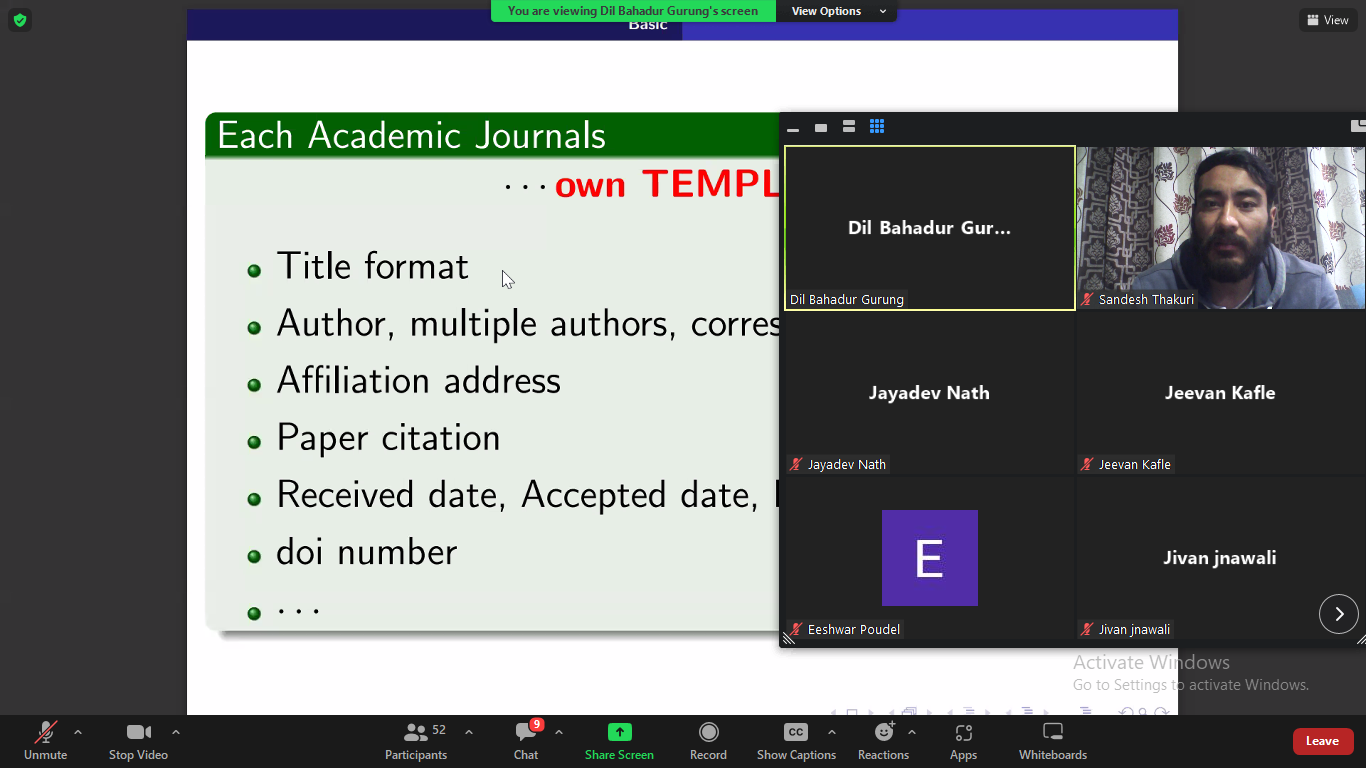 You are viewing Dil Bahadur Gurung's screen
View Options
View
Basic
Each Academic Journals
··· own TEMPL
Title format
Author, multiple authors, corres
Affiliation address
Paper citation
Received date, Accepted date,
doi number
···
Dil Bahadur Gur...
Dil Bahadur Gurung
Sandesh Thakuri
Jayadev Nath
Jayadev Nath
Jeevan Kafle
Jeevan Kafle
E
Eeshwar Poudel
Jivan jnawali
Jivan jnawali
Activate Windows
Go to Settings to activate Windows.
Unmute
Stop Video
52
Participants
9
Chat
Share Screen
Record
CC
Show Captions
Reactions
Apps
Whiteboards
Leave